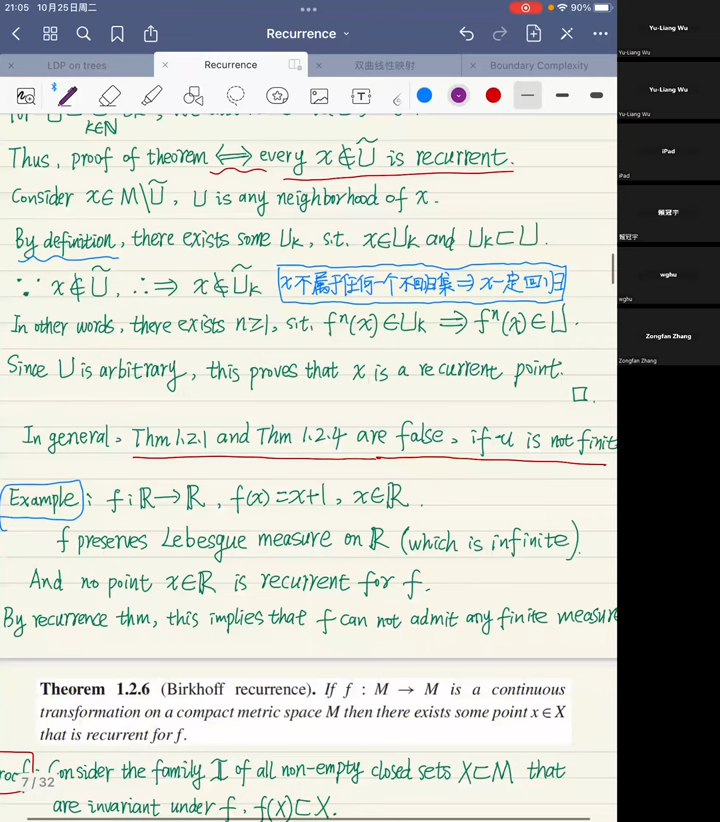 21:05 10月25日周二
90%
Recurrence
LDP on trees
Recurrence
双曲线性映射
Boundary Complexity
k∈ℕ
Thus, proof of theorem ⟺ every x∉Ũ is recurrent.
Consider x∈M\Ũ, U is any neighborhood of x.
By definition, there exists some Uk, s.t. x∈Uk and Uk⊂U.
∵ x∉Ũ, ∴⟹ x∉Ũk x不属于任何一个不回归集⟹x一定回归
In other words, there exists n≥1, s.t. fⁿ(x)∈Uk ⟹ fⁿ(x)∈U.
Since U is arbitrary, this proves that x is a recurrent point.
□.
In general, Thm 1.2.1 and Thm 1.2.4 are false, if u is not finit
Example: f:ℝ→ℝ, f(x)=x+1, x∈ℝ.
f preserves Lebesgue measure on ℝ (which is infinite).
And no point x∈ℝ is recurrent for f.
By recurrence thm, this implies that f can not admit any finite measure
Theorem 1.2.6 (Birkhoff recurrence). If f : M → M is a continuous
transformation on a compact metric space M then there exists some point x∈X
that is recurrent for f.
roof: Consider the family I of all non-empty closed sets X⊂M that
7/32
are invariant under f, f(X)⊂X.
Yu-Liang Wu
Yu-Liang Wu
Yu-Liang Wu
Yu-Liang Wu
iPad
iPad
賴冠宇
賴冠宇
wghu
wghu
Zongfan Zhang
Zongfan Zhang